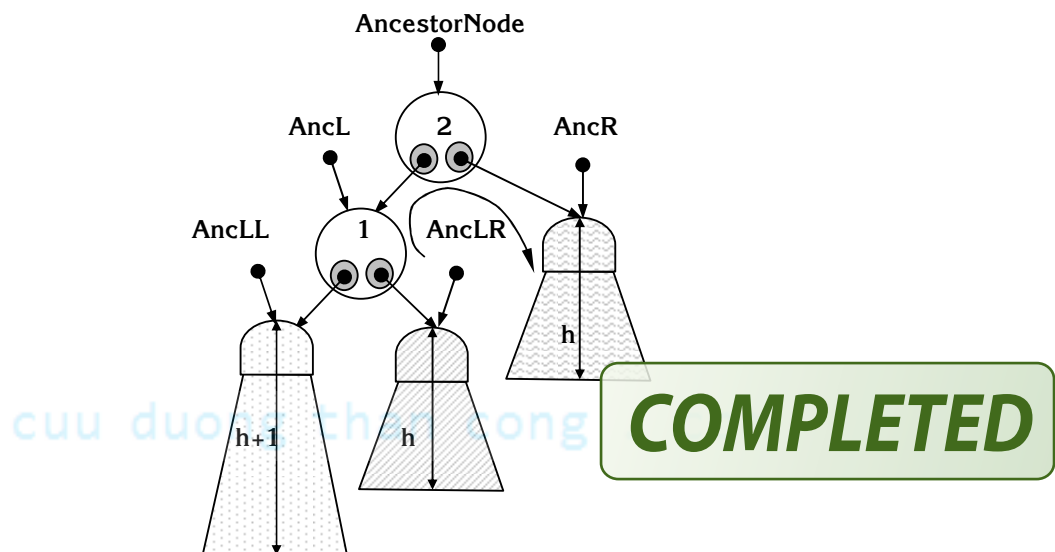 AncestorNode
AncL
2
AncR
AncLL
1
AncLR
h
h+1
h
cuu duong than cong
COMPLETED